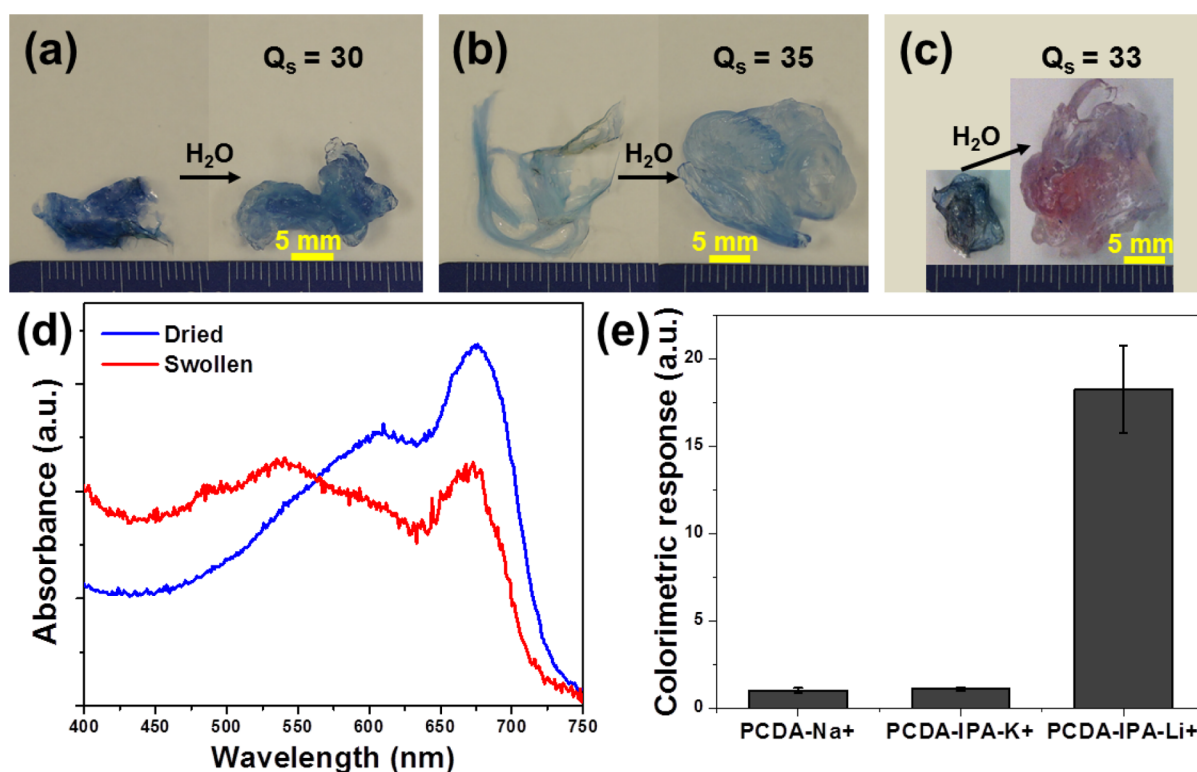 (a)
Qs = 30
H2O
5 mm
(b)
Qs = 35
H2O
5 mm
(c)
Qs = 33
H2O
5 mm
(d)
Dried
Swollen
Absorbance (a.u.)
400 450 500 550 600 650 700 750
Wavelength (nm)
(e)
Colorimetric response (a.u.)
20
15
10
5
0
PCDA-Na+ PCDA-IPA-K+ PCDA-IPA-Li+